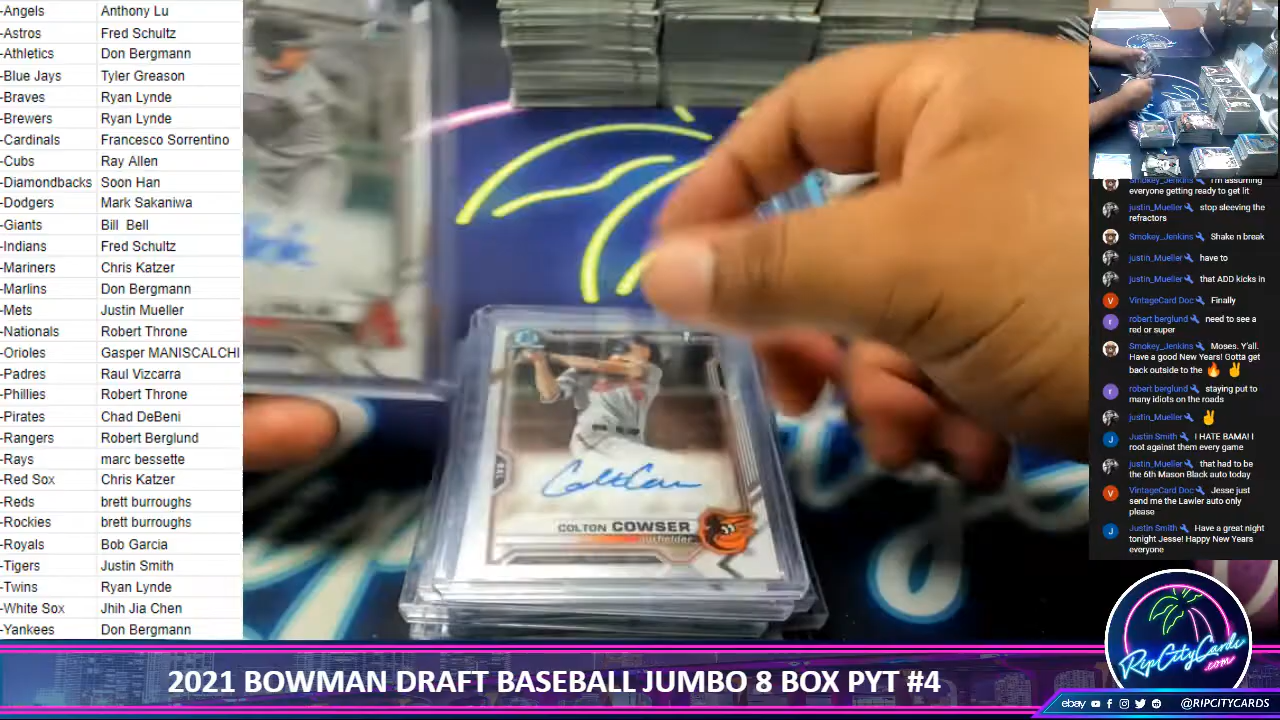 -Angels Anthony Lu
-Astros Fred Schultz
-Athletics Don Bergmann
-Blue Jays Tyler Greason
-Braves Ryan Lynde
-Brewers Ryan Lynde
-Cardinals Francesco Sorrentino
-Cubs Ray Allen
-Diamondbacks Soon Han
-Dodgers Mark Sakaniwa
-Giants Bill Bell
-Indians Fred Schultz
-Mariners Chris Katzer
-Marlins Don Bergmann
-Mets Justin Mueller
-Nationals Robert Throne
-Orioles Gasper MANISCALCHI
-Padres Raul Vizcarra
-Phillies Robert Throne
-Pirates Chad DeBeni
-Rangers Robert Berglund
-Rays marc bessette
-Red Sox Chris Katzer
-Reds brett burroughs
-Rockies brett burroughs
-Royals Bob Garcia
-Tigers Justin Smith
-Twins Ryan Lynde
-White Sox Jhih Jia Chen
-Yankees Don Bergmann
COLTON COWSER
outfielder
Smokey_Jenkins I'm assuming
everyone getting ready to get lit
justin_Mueller stop sleeving the
refractors
Smokey_Jenkins Shake n break
justin_Mueller have to
justin_Mueller that ADD kicks in
VintageCard Doc Finally
robert berglund need to see a
red or super
Smokey_Jenkins Moses. Y'all.
Have a good New Years! Gotta get
back outside to the 🔥 ✌
robert berglund staying put to
many idiots on the roads
justin_Mueller ✌
Justin Smith I HATE BAMA! I
root against them every game
justin_Mueller that had to be
the 6th Mason Black auto today
VintageCard Doc Jesse just
send me the Lawler auto only
please
Justin Smith Have a great night
tonight Jesse! Happy New Years
everyone
RipCityCards
.com
2021 BOWMAN DRAFT BASEBALL JUMBO 8 BOX PYT #4
ebay @RIPCITYCARDS